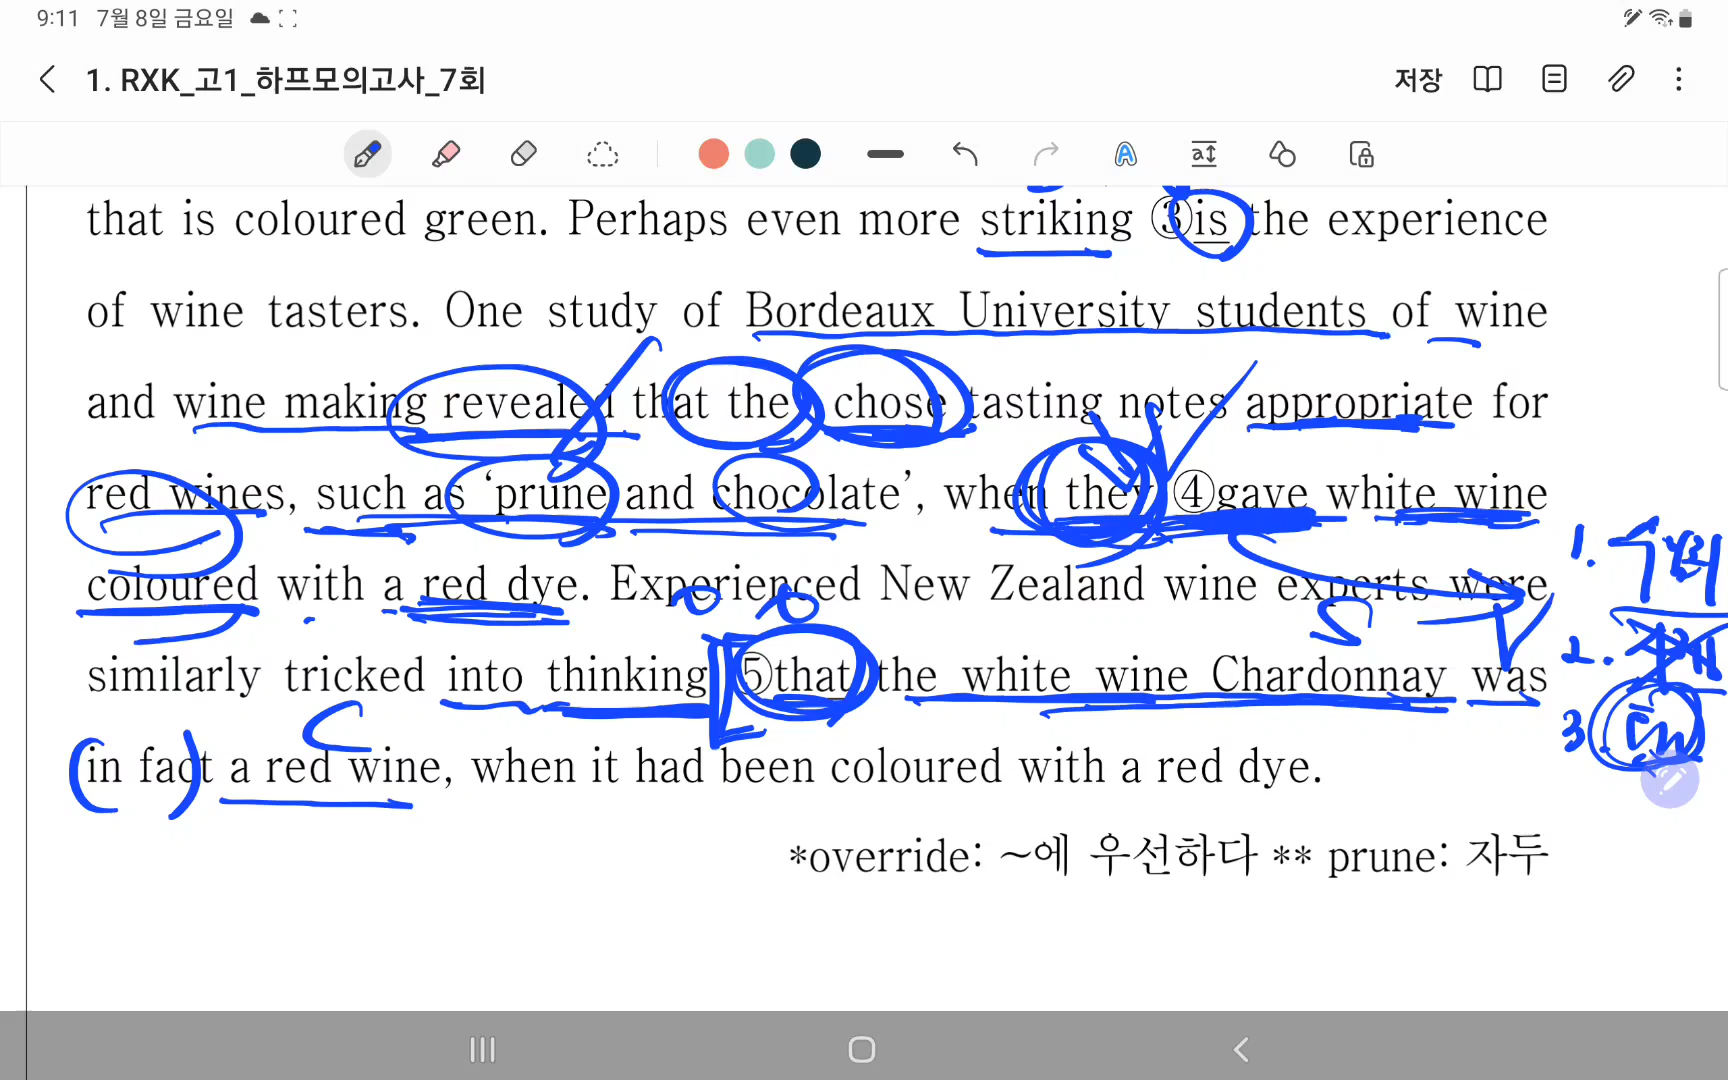 9:11 7월 8일 금요일
1. RXK_고1_하프모의고사_7회
저장
that is coloured green. Perhaps even more striking ③is the experience
of wine tasters. One study of Bordeaux University students of wine
and wine making revealed that they chose tasting notes appropriate for
red wines, such as ‘prune and chocolate’, when they ④gave white wine
coloured with a red dye. Experienced New Zealand wine experts were
similarly tricked into thinking ⑤that the white wine Chardonnay was
in fact a red wine, when it had been coloured with a red dye.
*override: ~에 우선하다 ** prune: 자두
1.
2.
3.
S
V
C